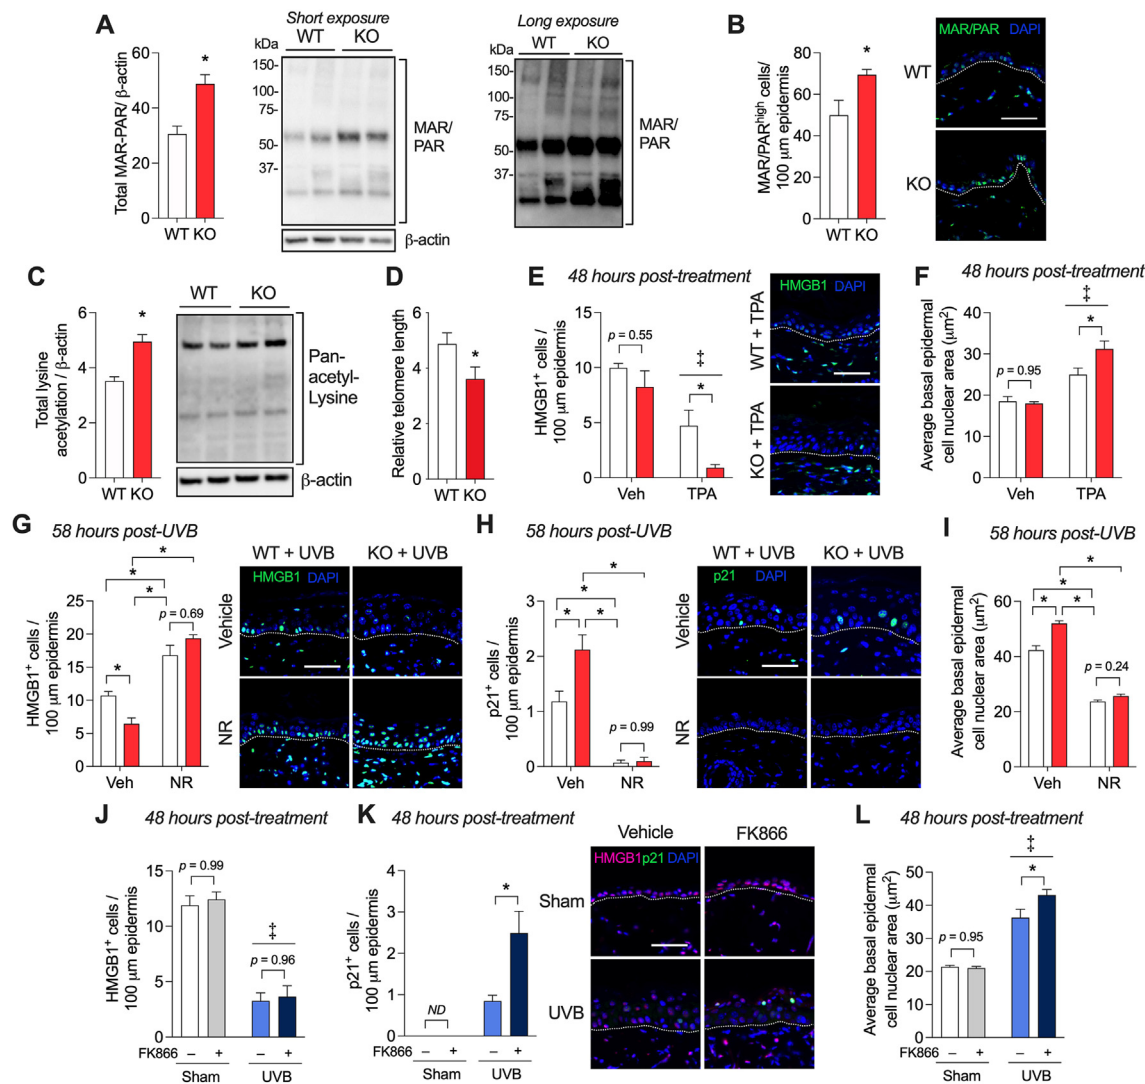 A
Total MAR-PAR/ β-actin
60
40
20
0
WT KO
*
Short exposure
WT KO
kDa
150-
100-
75-
50-
37-
MAR/
PAR
β-actin
Long exposure
WT KO
kDa
150-
100-
75-
50-
37-
MAR/
PAR
B
MAR/PARhigh cells/
100 µm epidermis
80
60
40
20
0
WT KO
*
MAR/PAR DAPI
WT
KO
C
Total lysine
acetylation / β-actin
6
4
2
0
WT KO
*
WT KO
Pan-
acetyl-
Lysine
β-actin
D
Relative telomere length
6
4
2
0
WT KO
*
E
48 hours post-treatment
HMGB1+ cells /
100 µm epidermis
15
10
5
0
p = 0.55
‡
*
Veh TPA
HMGB1 DAPI
WT + TPA
KO + TPA
F
48 hours post-treatment
Average basal epidermal
cell nuclear area (µm2)
40
30
20
10
0
p = 0.95
‡
*
Veh TPA
G
58 hours post-UVB
HMGB1+ cells /
100 µm epidermis
25
20
15
10
5
0
*
*
*
p = 0.69
*
Veh NR
WT + UVB KO + UVB
HMGB1 DAPI
Vehicle
NR
H
58 hours post-UVB
p21+ cells /
100 µm epidermis
3
2
1
0
*
*
* *
p = 0.99
Veh NR
WT + UVB KO + UVB
p21 DAPI
Vehicle
NR
I
58 hours post-UVB
Average basal epidermal
cell nuclear area (µm2)
60
40
20
0
*
*
* *
p = 0.24
Veh NR
J
48 hours post-treatment
HMGB1+ cells /
100 µm epidermis
15
10
5
0
p = 0.99
‡
p = 0.96
FK866 – + – +
Sham UVB
K
48 hours post-treatment
p21+ cells /
100 µm epidermis
4
3
2
1
0
ND
*
FK866 – + – +
Sham UVB
Vehicle FK866
HMGB1p21 DAPI
Sham
UVB
L
48 hours post-treatment
Average basal epidermal
cell nuclear area (µm2)
50
40
30
20
10
0
p = 0.95
‡
*
FK866 – + – +
Sham UVB